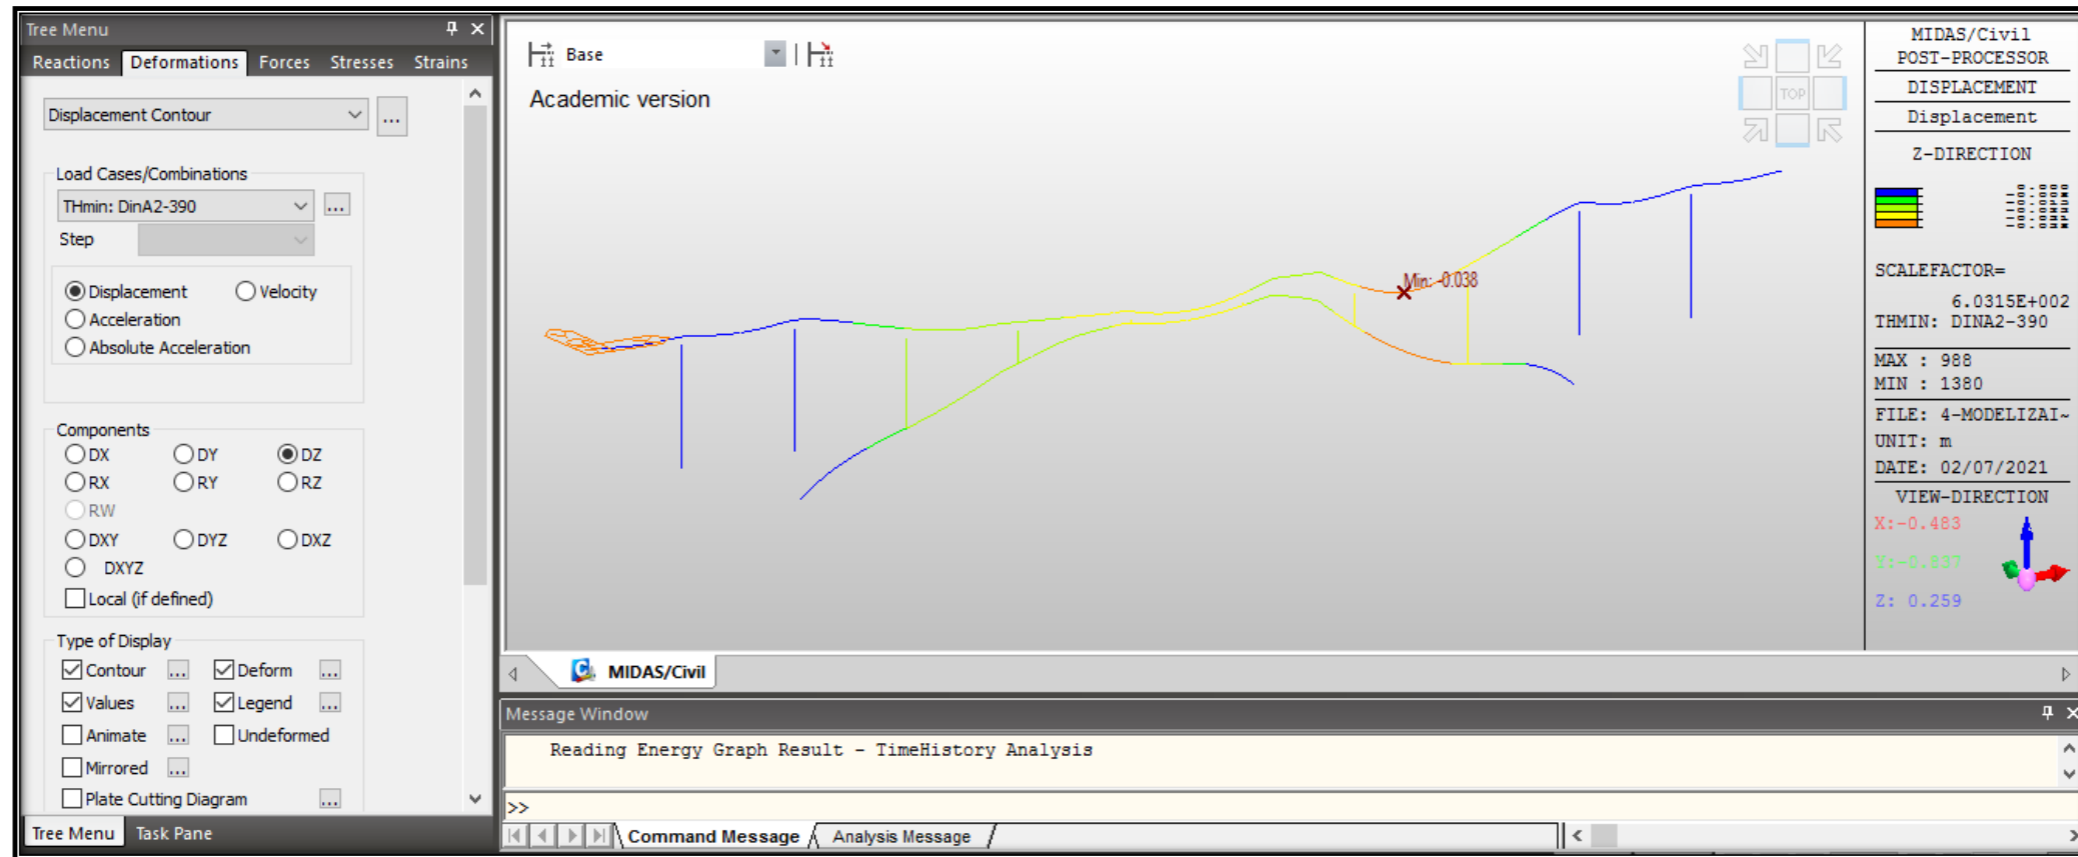 Tree Menu
Reactions Deformations Forces Stresses Strains
Displacement Contour ...
Load Cases/Combinations
THmin: DinA2-390 ...
Step
Displacement Velocity
Acceleration
Absolute Acceleration
Components
DX DY DZ
RX RY RZ
RW
DXY DYZ DXZ
DXYZ
Local (if defined)
Type of Display
Contour ... Deform ...
Values ... Legend ...
Animate ... Undeformed
Mirrored ...
Plate Cutting Diagram ...
Tree Menu Task Pane
Base
Academic version
TOP
Min: -0.038
MIDAS/Civil
POST-PROCESSOR
DISPLACEMENT
Displacement
Z-DIRECTION
SCALEFACTOR=
6.0315E+002
THMIN: DINA2-390
MAX : 988
MIN : 1380
FILE: 4-MODELIZAI~
UNIT: m
DATE: 02/07/2021
VIEW-DIRECTION
X:-0.483
Y:-0.837
Z: 0.259
MIDAS/Civil
Message Window
Reading Energy Graph Result - TimeHistory Analysis
>>
Command Message Analysis Message